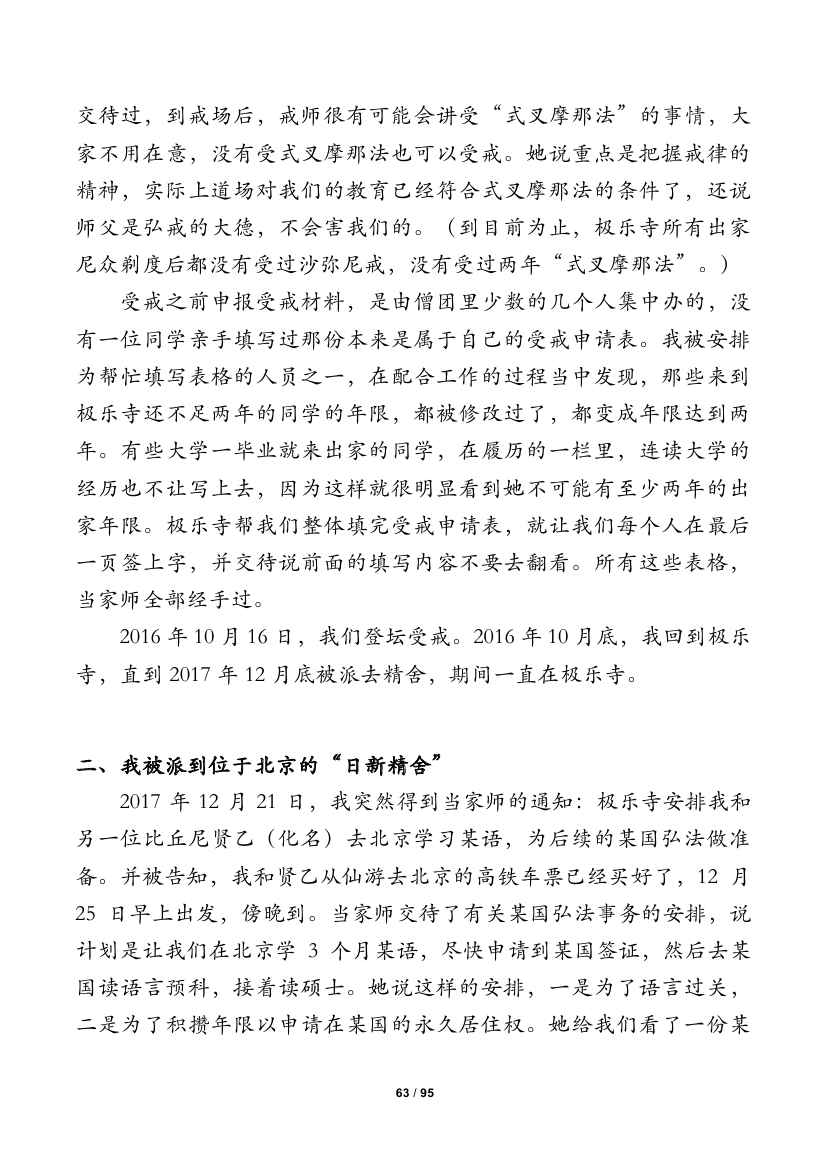 交待过，到戒场后，戒师很有可能会讲受“式叉摩那法”的事情，大
家不用在意，没有受式叉摩那法也可以受戒。她说重点是把握戒律的
精神，实际上道场对我们的教育已经符合式叉摩那法的条件了，还说
师父是弘戒的大德，不会害我们的。（到目前为止，极乐寺所有出家
尼众剃度后都没有受过沙弥尼戒，没有受过两年“式叉摩那法”。）
受戒之前申报受戒材料，是由僧团里少数的几个人集中办的，没
有一位同学亲手填写过那份本来是属于自己的受戒申请表。我被安排
为帮忙填写表格的人员之一，在配合工作的过程当中发现，那些来到
极乐寺还不足两年的同学的年限，都被修改过了，都变成年限达到两
年。有些大学一毕业就来出家的同学，在履历的一栏里，连读大学的
经历也不让写上去，因为这样就很明显看到她不可能有至少两年的出
家年限。极乐寺帮我们整体填完受戒申请表，就让我们每个人在最后
一页签上字，并交待说前面的填写内容不要去翻看。所有这些表格，
当家师全部经手过。
2016 年 10 月 16 日，我们登坛受戒。2016 年 10 月底，我回到极乐
寺，直到 2017 年 12 月底被派去精舍，期间一直在极乐寺。
二、我被派到位于北京的“日新精舍”
2017 年 12 月 21 日，我突然得到当家师的通知：极乐寺安排我和
另一位比丘尼贤乙（化名）去北京学习某语，为后续的某国弘法做准
备。并被告知，我和贤乙从仙游去北京的高铁车票已经买好了，12 月
25 日早上出发，傍晚到。当家师交待了有关某国弘法事务的安排，说
计划是让我们在北京学 3 个月某语，尽快申请到某国签证，然后去某
国读语言预科，接着读硕士。她说这样的安排，一是为了语言过关，
二是为了积攒年限以申请在某国的永久居住权。她给我们看了一份某
63 / 95